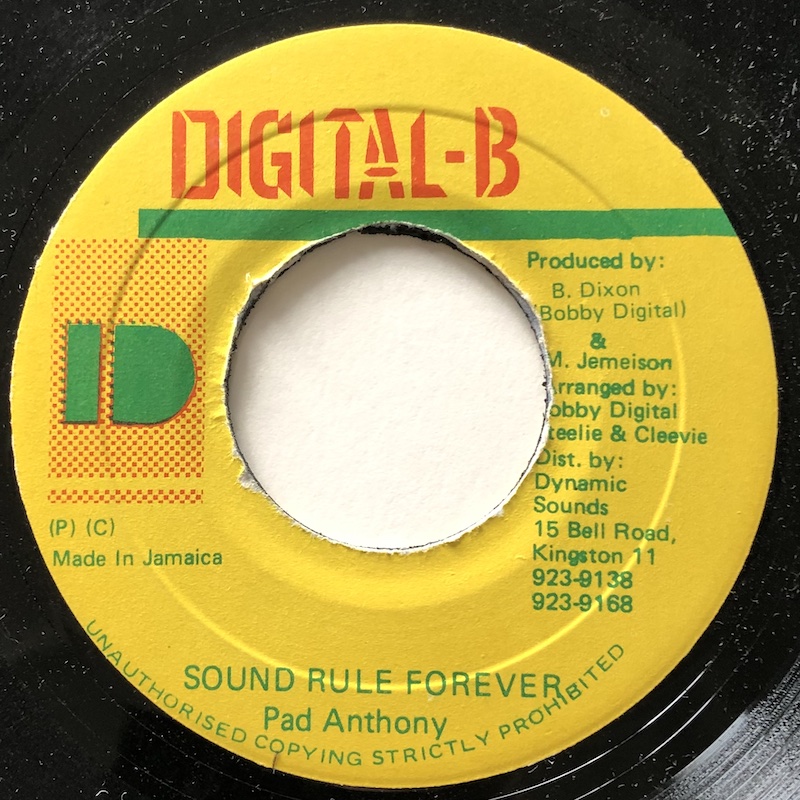 DIGITAL-B
Produced by:
B. Dixon
(Bobby Digital)
&
M. Jemeison
rranged by:
obby Digital
teelie & Cleevie
Dist. by:
Dynamic
Sounds
15 Bell Road,
Kingston 11
923-9138
923-9168
ID
(P) (C)
Made In Jamaica
SOUND RULE FOREVER
Pad Anthony
UNAUTHORISED COPYING STRICTLY PROHIBITED